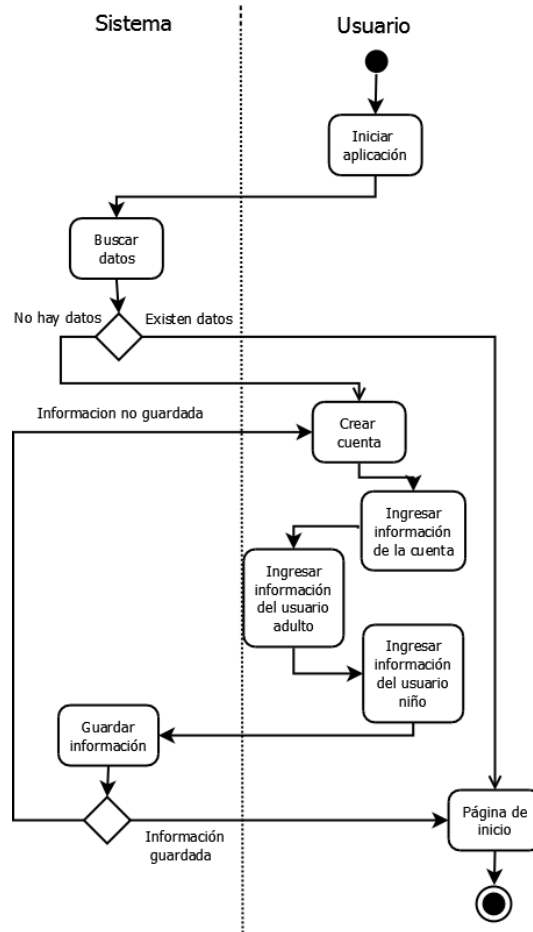 Sistema
Usuario
Iniciar
aplicación
Buscar
datos
No hay datos
Existen datos
Informacion no guardada
Crear
cuenta
Ingresar
información
de la cuenta
Ingresar
información
del usuario
adulto
Ingresar
información
del usuario
niño
Guardar
información
Página de
inicio
Información
guardada